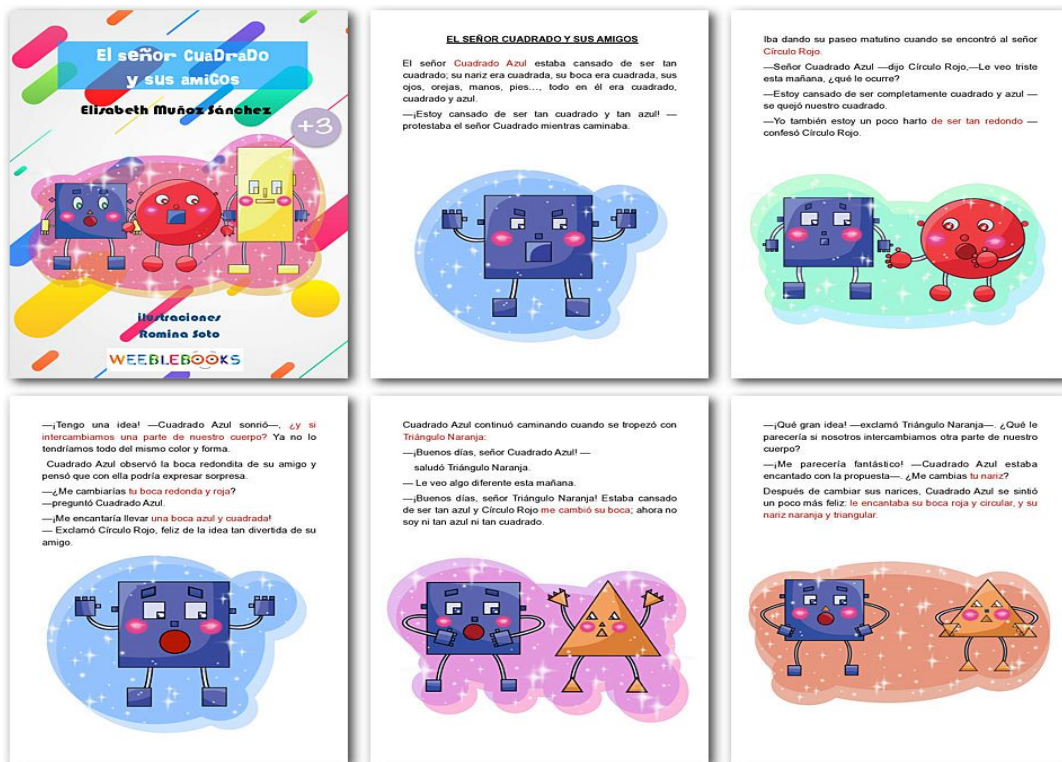 El señor CuaDraDo
y sus amiGos
Elisabeth Muñoz Sánchez
+3
ilustraciones
Romina Soto
WEEBLEBOOKS
EL SEÑOR CUADRADO Y SUS AMIGOS
El señor Cuadrado Azul estaba cansado de ser tan
cuadrado; su nariz era cuadrada, su boca era cuadrada, sus
ojos, orejas, manos, pies…, todo en él era cuadrado,
cuadrado y azul.
—¡Estoy cansado de ser tan cuadrado y tan azul! —
protestaba el señor Cuadrado mientras caminaba.
Iba dando su paseo matutino cuando se encontró al señor
Círculo Rojo.
—Señor Cuadrado Azul —dijo Círculo Rojo,—Le veo triste
esta mañana, ¿qué le ocurre?
—Estoy cansado de ser completamente cuadrado y azul —
se quejó nuestro cuadrado.
—Yo también estoy un poco harto de ser tan redondo —
confesó Círculo Rojo.
—¡Tengo una idea! —Cuadrado Azul sonrió—, ¿y si
intercambiamos una parte de nuestro cuerpo? Ya no lo
tendríamos todo del mismo color y forma.
Cuadrado Azul observó la boca redondita de su amigo y
pensó que con ella podría expresar sorpresa.
—¿Me cambiarías tu boca redonda y roja?
—preguntó Cuadrado Azul.
—¡Me encantaría llevar una boca azul y cuadrada!
— Exclamó Círculo Rojo, feliz de la idea tan divertida de su
amigo.
Cuadrado Azul continuó caminando cuando se tropezó con
Triángulo Naranja:
—¡Buenos días, señor Cuadrado Azul! —
saludó Triángulo Naranja.
— Le veo algo diferente esta mañana.
—¡Buenos días, señor Triángulo Naranja! Estaba cansado
de ser tan azul y Círculo Rojo me cambió su boca; ahora no
soy ni tan azul ni tan cuadrado.
—¡Qué gran idea! —exclamó Triángulo Naranja—. ¿Qué le
parecería si nosotros intercambiamos otra parte de nuestro
cuerpo?
—¡Me parecería fantástico! —Cuadrado Azul estaba
encantado con la propuesta—. ¿Me cambias tu nariz?
Después de cambiar sus narices, Cuadrado Azul se sintió
un poco más feliz: le encantaba su boca roja y circular, y su
nariz naranja y triangular.